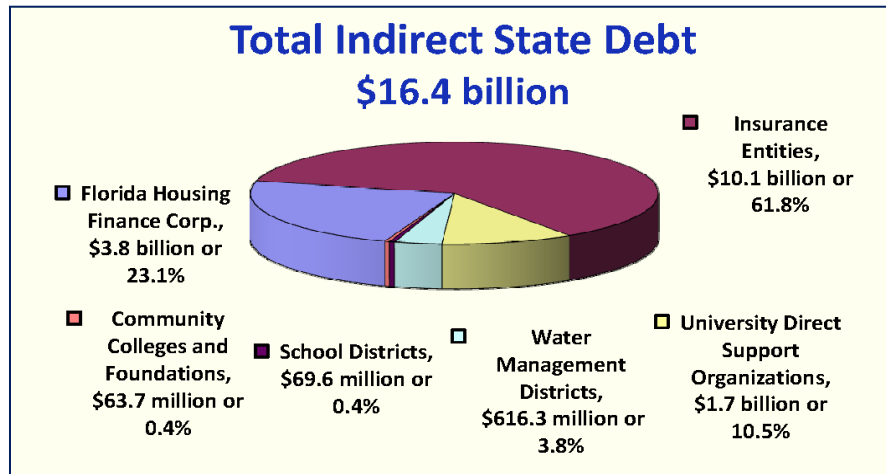 Total Indirect State Debt
$16.4 billion
Insurance
Entities,
$10.1 billion or
61.8%
Florida Housing
Finance Corp.,
$3.8 billion or
23.1%
Community
Colleges and
Foundations,
$63.7 million or
0.4%
School Districts,
$69.6 million or
0.4%
Water
Management
Districts,
$616.3 million or
3.8%
University Direct
Support
Organizations,
$1.7 billion or
10.5%